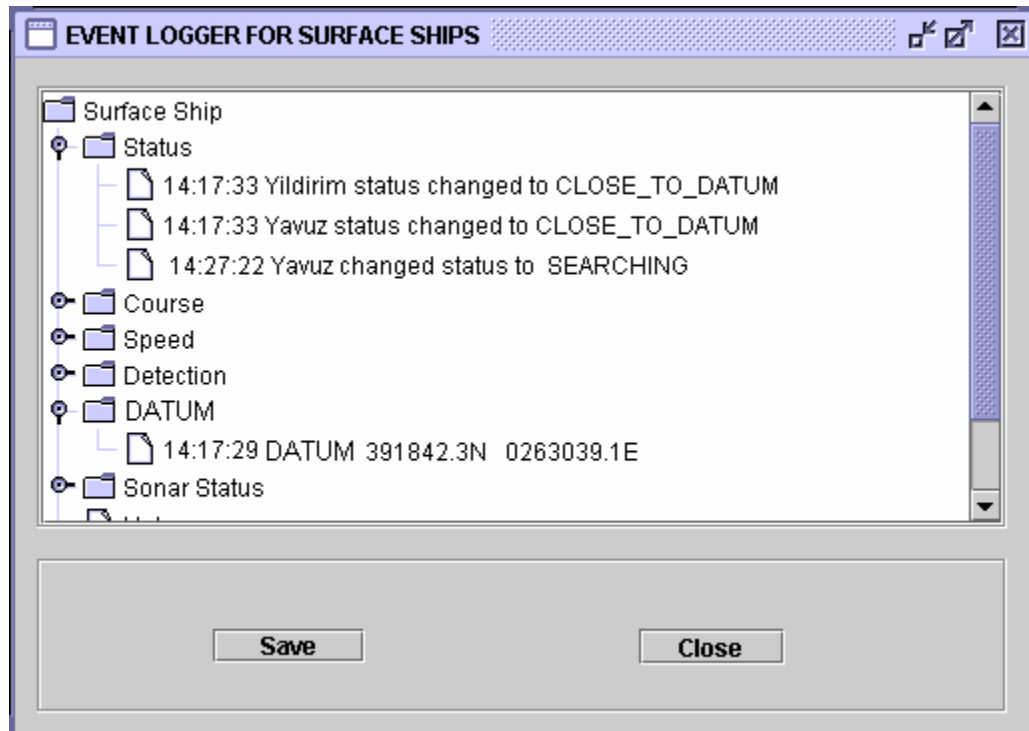 EVENT LOGGER FOR SURFACE SHIPS
Surface Ship
Status
14:17:33 Yildirim status changed to CLOSE_TO_DATUM
14:17:33 Yavuz status changed to CLOSE_TO_DATUM
14:27:22 Yavuz changed status to SEARCHING
Course
Speed
Detection
DATUM
14:17:29 DATUM 391842.3N 0263039.1E
Sonar Status
Save
Close